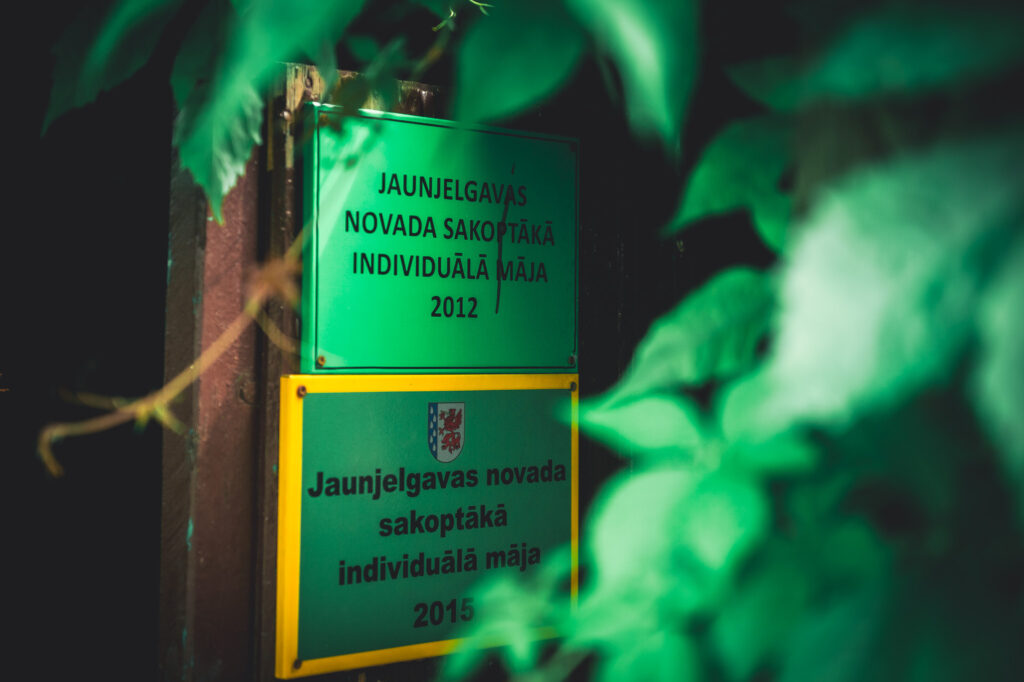 JAUNJELGAVAS
NOVADA SAKOPTĀKĀ
INDIVIDUĀLĀ MĀJA
2012
Jaunjelgavas novada
sakoptākā
individuālā māja
2015